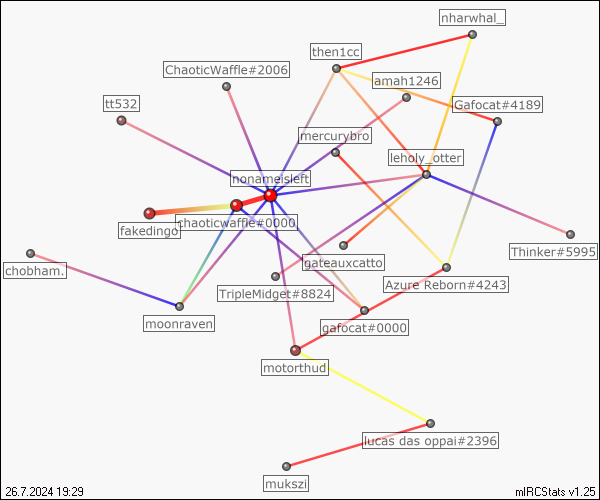 nharwhal_
then1cc
ChaoticWaffle#2006
amah1246
tt532
Gafocat#4189
mercurybro
leholy_otter
nonameisleft
chaoticwaffle#0000
fakedingo
Thinker#5995
gateauxcatto
chobham.
Azure Reborn#4243
TripleMidget#8824
moonraven
gafocat#0000
motorthud
lucas das oppai#2396
mukszi
26.7.2024 19:29
mIRCStats v1.25